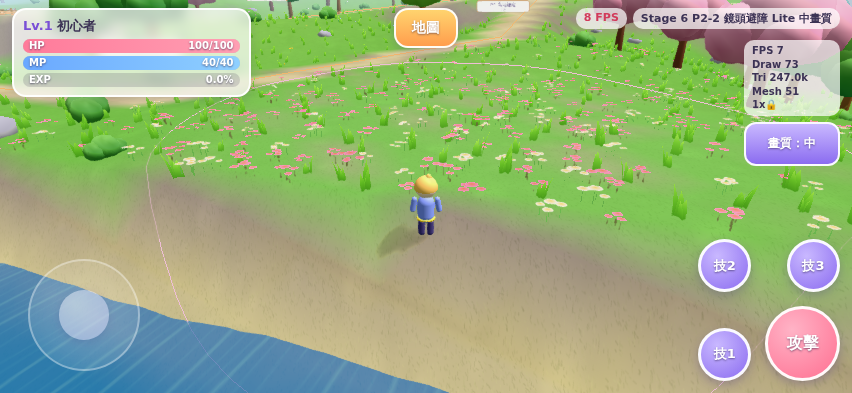 Lv.1 初心者
HP 100/100
MP 40/40
EXP 0.0%
地圖
8 FPS
Stage 6 P2-2 鏡頭避障 Lite 中畫質
FPS 7
Draw 73
Tri 247.0k
Mesh 51
1x🔒
畫質：中
技2
技3
技1
攻擊